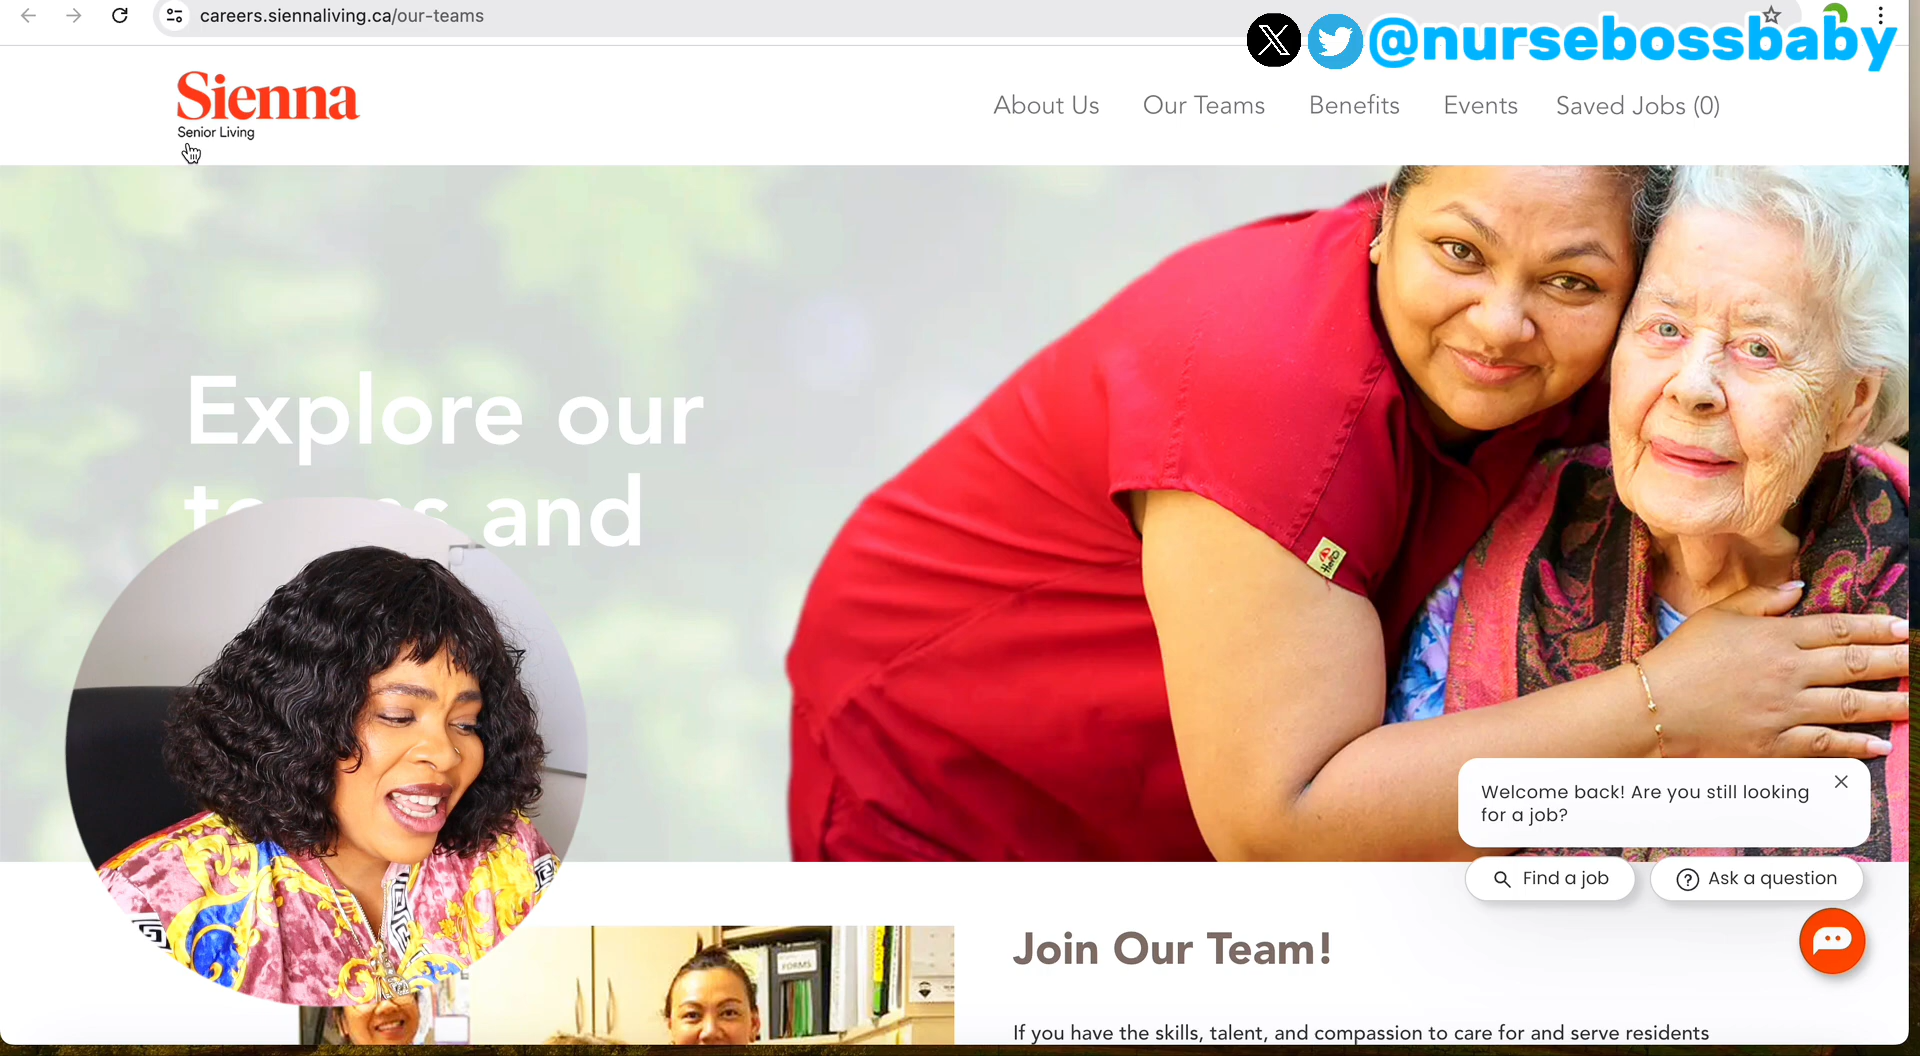 careers.siennaliving.ca/our-teams
@nursebossbaby
Sienna
Senior Living
About Us
Our Teams
Benefits
Events
Saved Jobs (0)
Explore our
and
Hero
Welcome back! Are you still looking
for a job?
Find a job
Ask a question
FORMS
Join Our Team!
If you have the skills, talent, and compassion to care for and serve residents